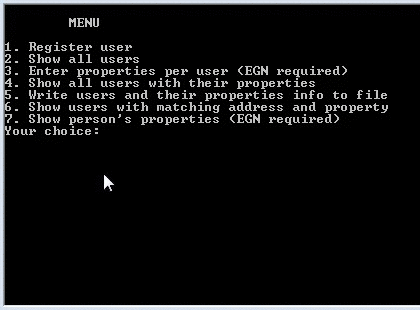 MENU
1. Register user
2. Show all users
3. Enter properties per user (EGN required)
4. Show all users with their properties
5. Write users and their properties info to file
6. Show users with matching address and property
7. Show person's properties (EGN required)
Your choice: